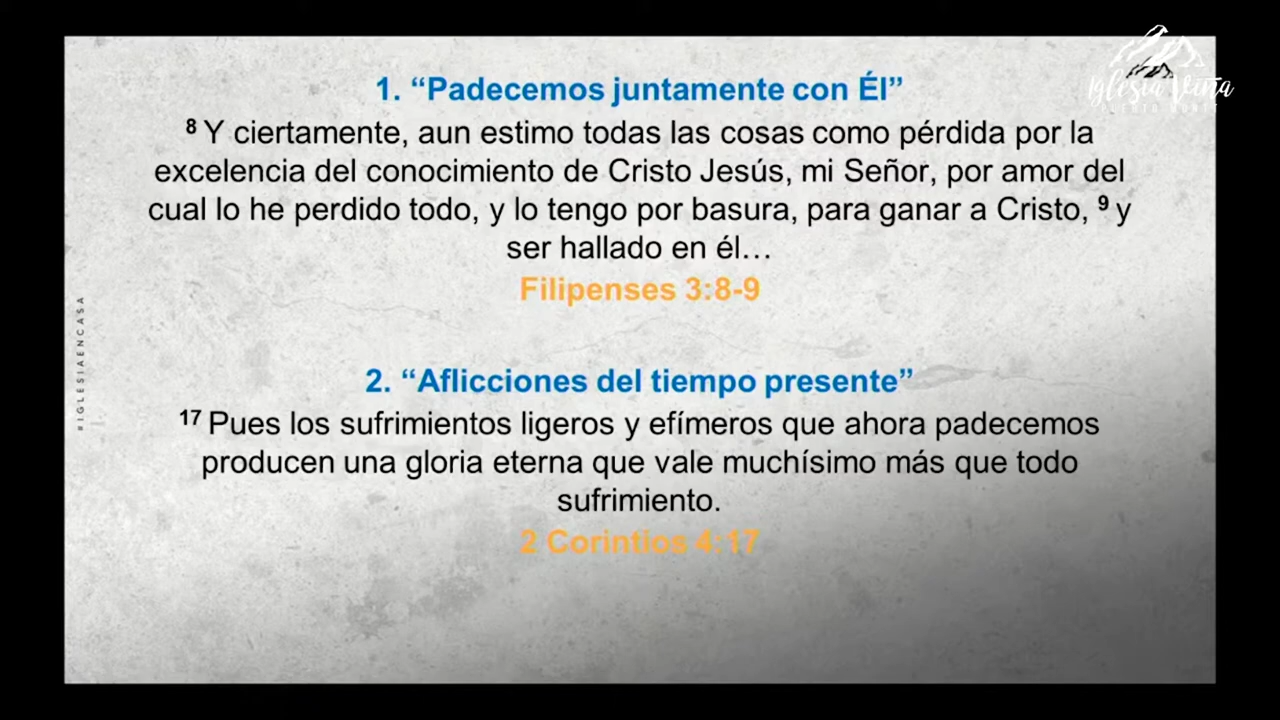 Iglesia Viña
PUERTO MONTT
1. “Padecemos juntamente con Él”
8 Y ciertamente, aun estimo todas las cosas como pérdida por la
excelencia del conocimiento de Cristo Jesús, mi Señor, por amor del
cual lo he perdido todo, y lo tengo por basura, para ganar a Cristo, 9 y
ser hallado en él…
Filipenses 3:8-9
#IGLESIAENCASA
2. “Aflicciones del tiempo presente”
17 Pues los sufrimientos ligeros y efímeros que ahora padecemos
producen una gloria eterna que vale muchísimo más que todo
sufrimiento.
2 Corintios 4:17